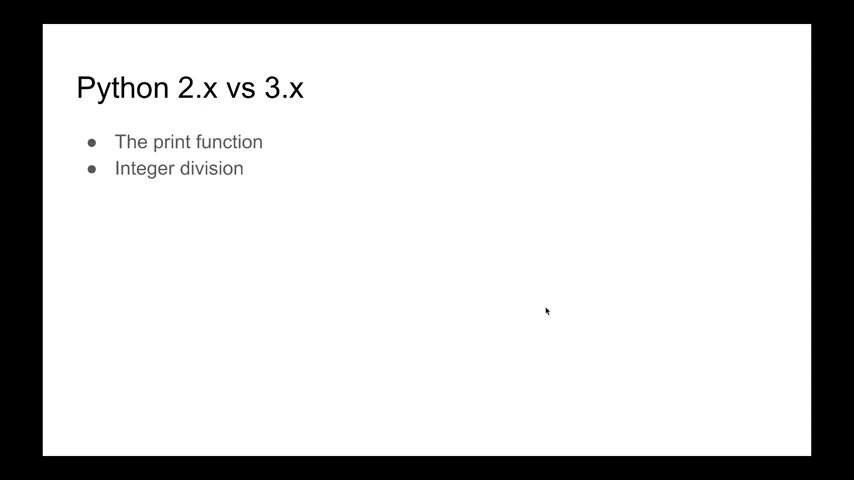 Python 2.x vs 3.x
● The print function
● Integer division